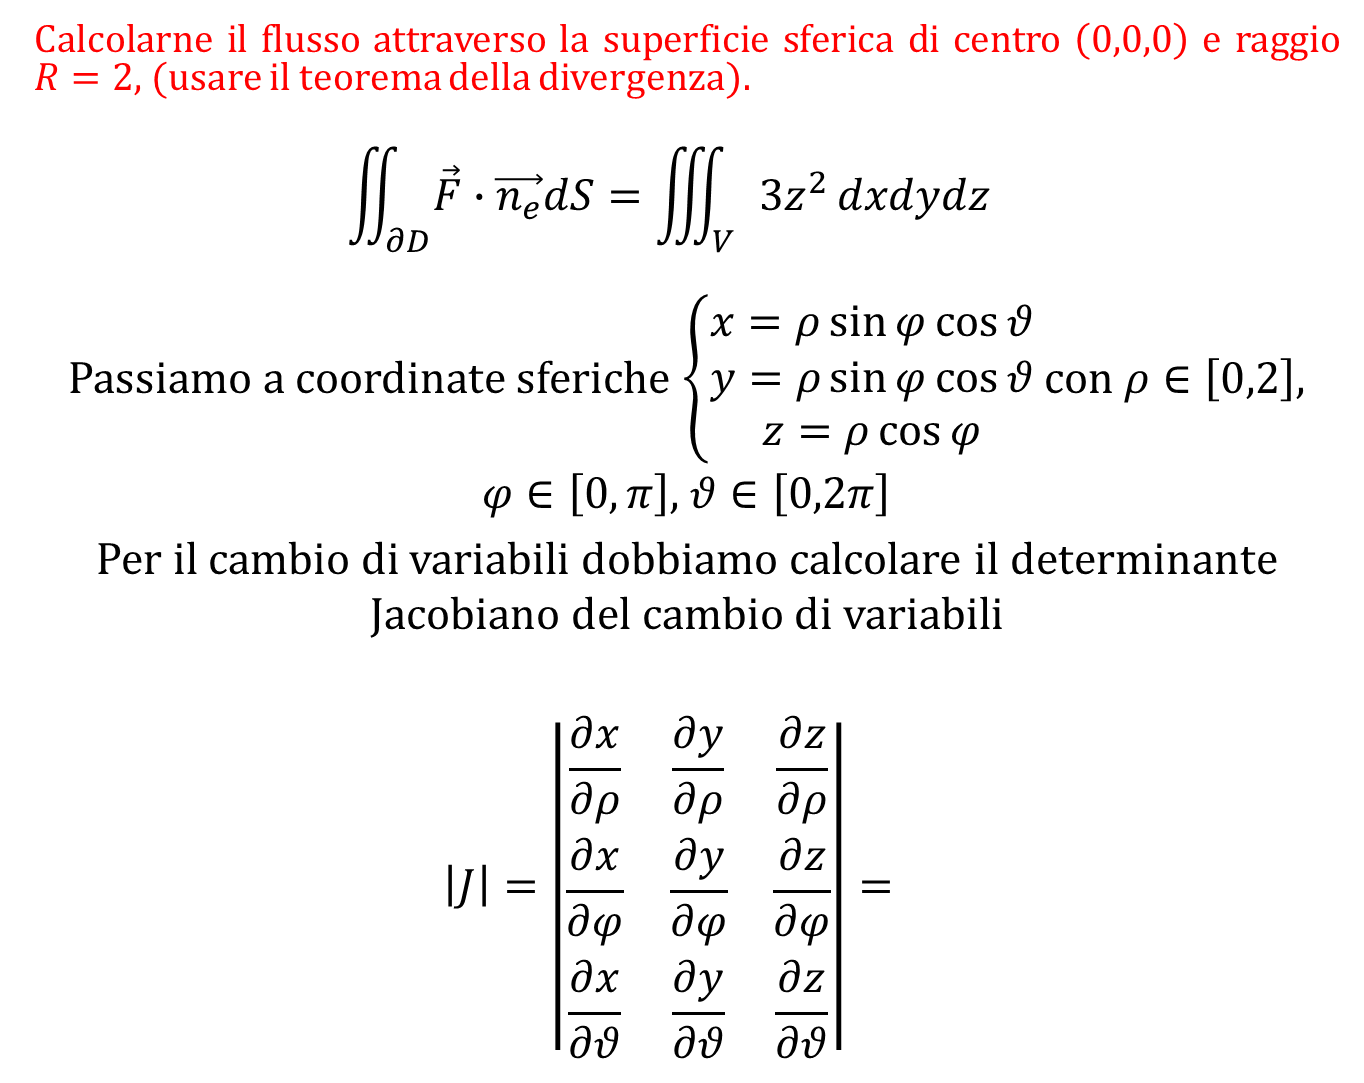 Calcolarne il flusso attraverso la superficie sferica di centro (0,0,0) e raggio
R = 2, (usare il teorema della divergenza).
∬_{∂D} F⃗ · n_e⃗ dS = ∭_V 3z² dxdydz
x = ρ sin φ cos ϑ
Passiamo a coordinate sferiche { y = ρ sin φ cos ϑ con ρ ∈ [0,2],
z = ρ cos φ
φ ∈ [0, π], ϑ ∈ [0,2π]
Per il cambio di variabili dobbiamo calcolare il determinante
Jacobiano del cambio di variabili
|J| = | ∂x/∂ρ ∂y/∂ρ ∂z/∂ρ |
| ∂x/∂φ ∂y/∂φ ∂z/∂φ | =
| ∂x/∂ϑ ∂y/∂ϑ ∂z/∂ϑ |